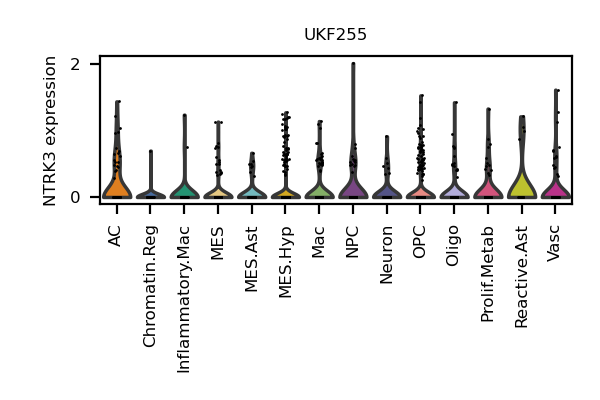 UKF255
NTRK3 expression
2
0
AC
Chromatin.Reg
Inflammatory.Mac
MES
MES.Ast
MES.Hyp
Mac
NPC
Neuron
OPC
Oligo
Prolif.Metab
Reactive.Ast
Vasc